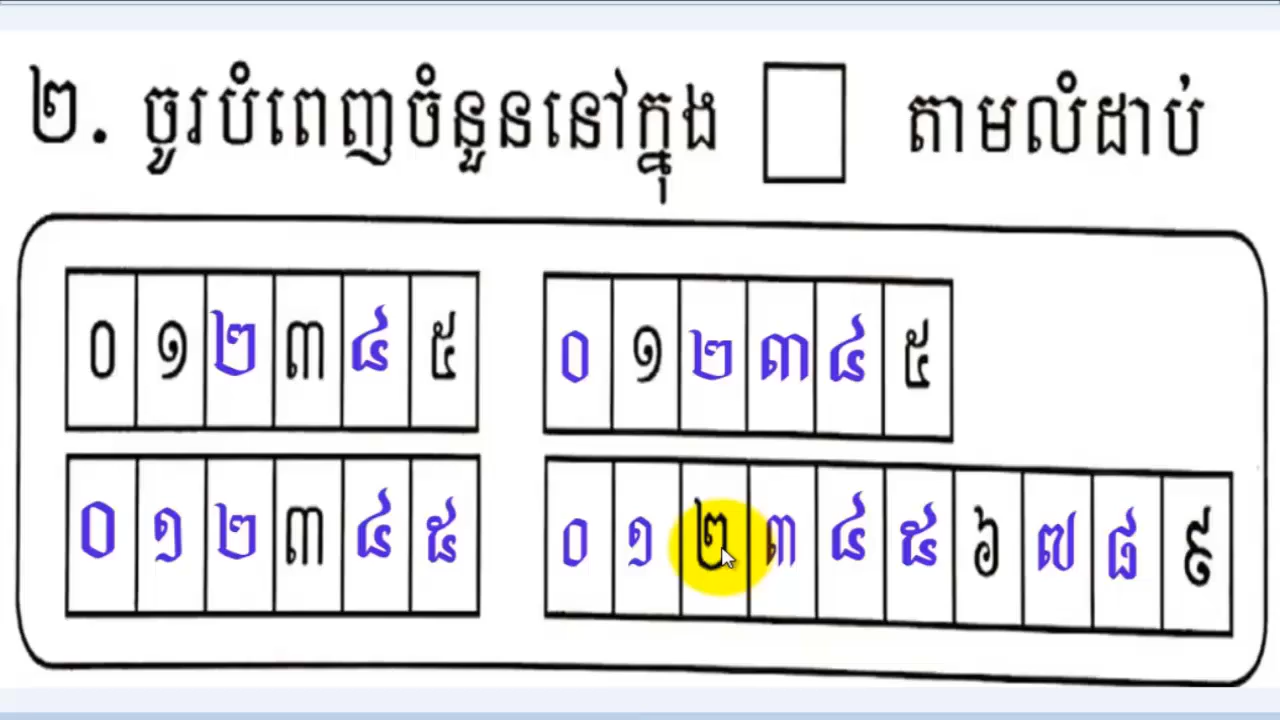 ២. ចូរបំពេញចំនួននៅក្នុង តាមលំដាប់
០ ១ ២ ៣ ៤ ៥
០ ១ ២ ៣ ៤ ៥
០ ១ ២ ៣ ៤ ៥
០ ១ ២ ៣ ៤ ៥ ៦ ៧ ៨ ៩